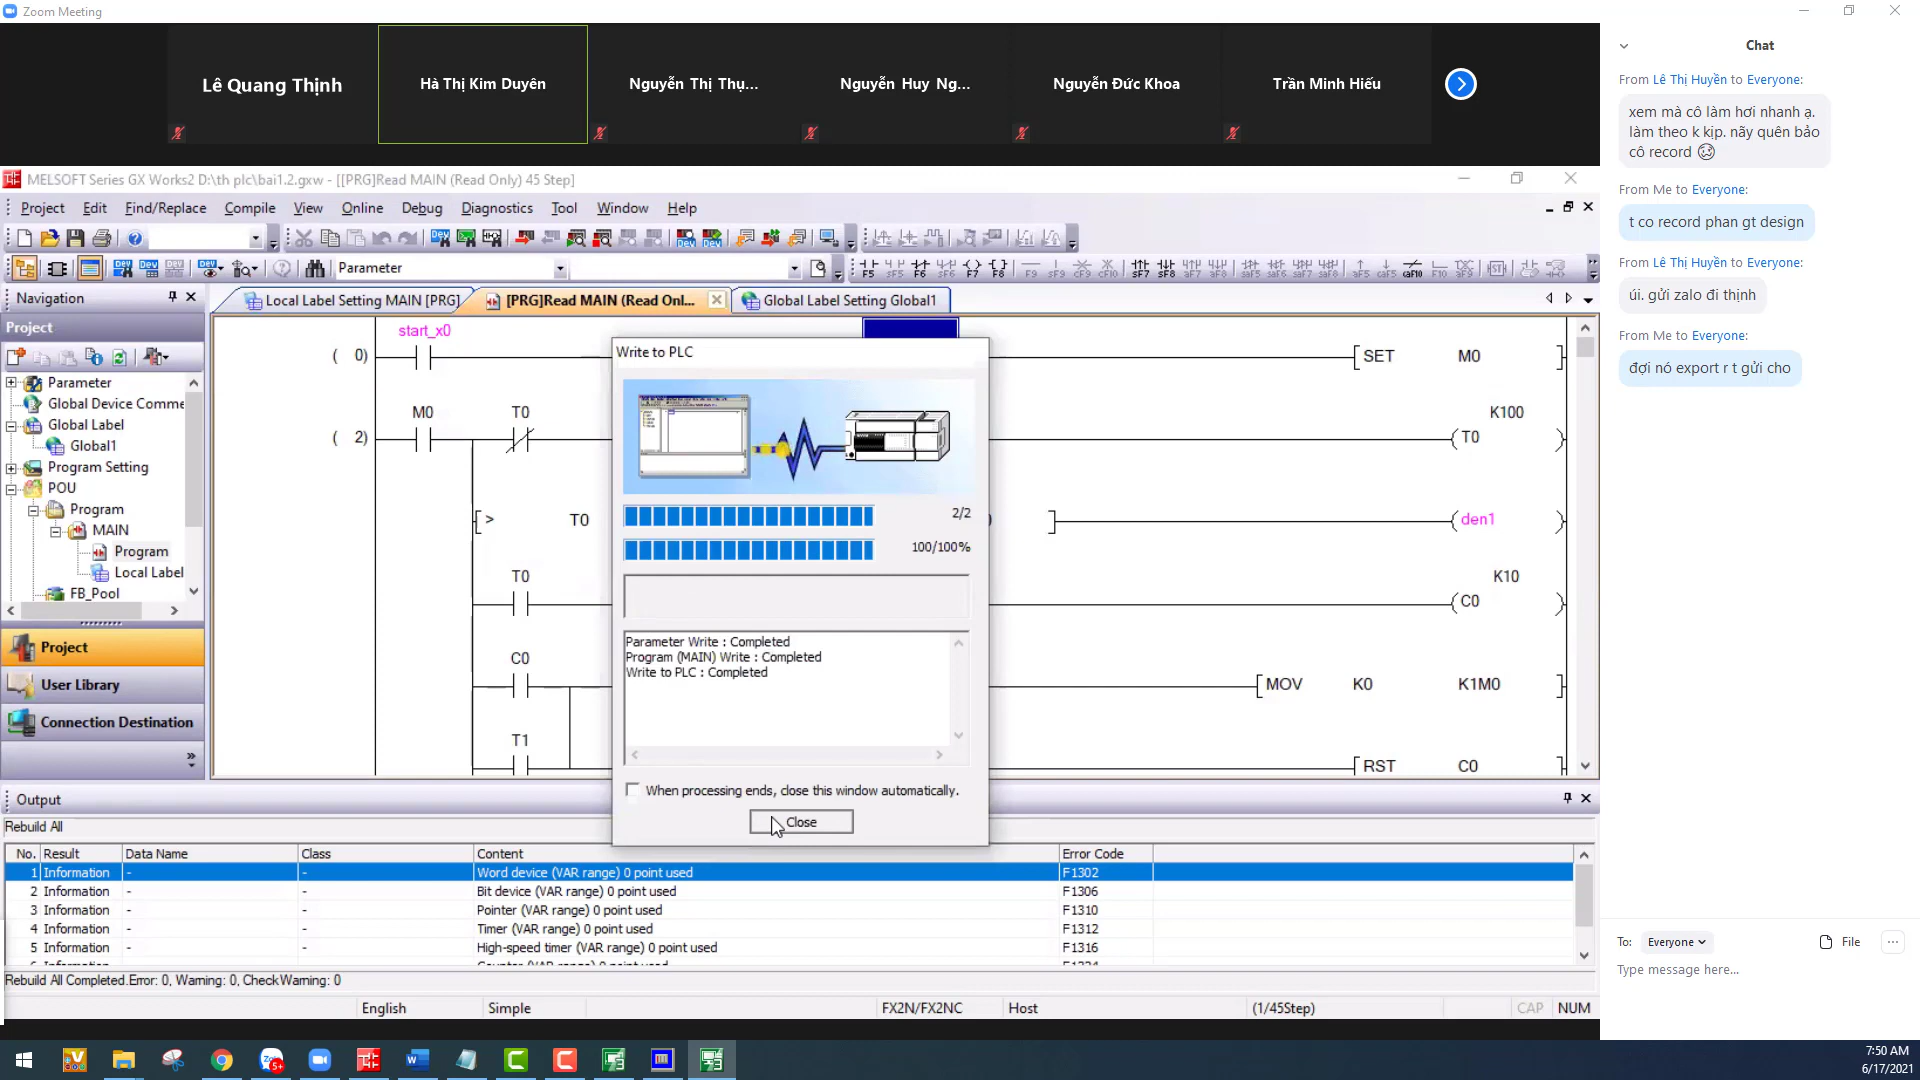 Zoom Meeting
Lê Quang Thịnh
Hà Thị Kim Duyên
Nguyễn Thị Thụ...
Nguyễn Huy Ng...
Nguyễn Đức Khoa
Trần Minh Hiếu
MELSOFT Series GX Works2 D:\th plc\bai1.2.gxw - [[PRG]Read MAIN (Read Only) 45 Step]
Project Edit Find/Replace Compile View Online Debug Diagnostics Tool Window Help
Parameter
Navigation
Project
Parameter
Global Device Comme
Global Label
Global1
Program Setting
POU
Program
MAIN
Program
Local Label
FB_Pool
Project
User Library
Connection Destination
Local Label Setting MAIN [PRG]
[PRG]Read MAIN (Read Onl...
Global Label Setting Global1
start_x0
( 0)
SET M0
M0 T0 K100
( 2)
T0
> T0
den1
T0 K10
C0
C0
MOV K0 K1M0
T1
RST C0
Write to PLC
2/2
100/100%
Parameter Write : Completed
Program (MAIN) Write : Completed
Write to PLC : Completed
When processing ends, close this window automatically.
Close
Output
Rebuild All
No. Result Data Name Class Content Error Code
1 Information - - Word device (VAR range) 0 point used F1302
2 Information - - Bit device (VAR range) 0 point used F1306
3 Information - - Pointer (VAR range) 0 point used F1310
4 Information - - Timer (VAR range) 0 point used F1312
5 Information - - High-speed timer (VAR range) 0 point used F1316
Rebuild All Completed.Error: 0, Warning: 0, CheckWarning: 0
English Simple FX2N/FX2NC Host (1/45Step) CAP NUM
Chat
From Lê Thị Huyền to Everyone:
xem mà cô làm hơi nhanh ạ.
làm theo k kịp. nãy quên bảo
cô record
From Me to Everyone:
t co record phan gt design
From Lê Thị Huyền to Everyone:
úi. gửi zalo đi thịnh
From Me to Everyone:
đợi nó export r t gửi cho
To: Everyone File
Type message here...
7:50 AM
6/17/2021